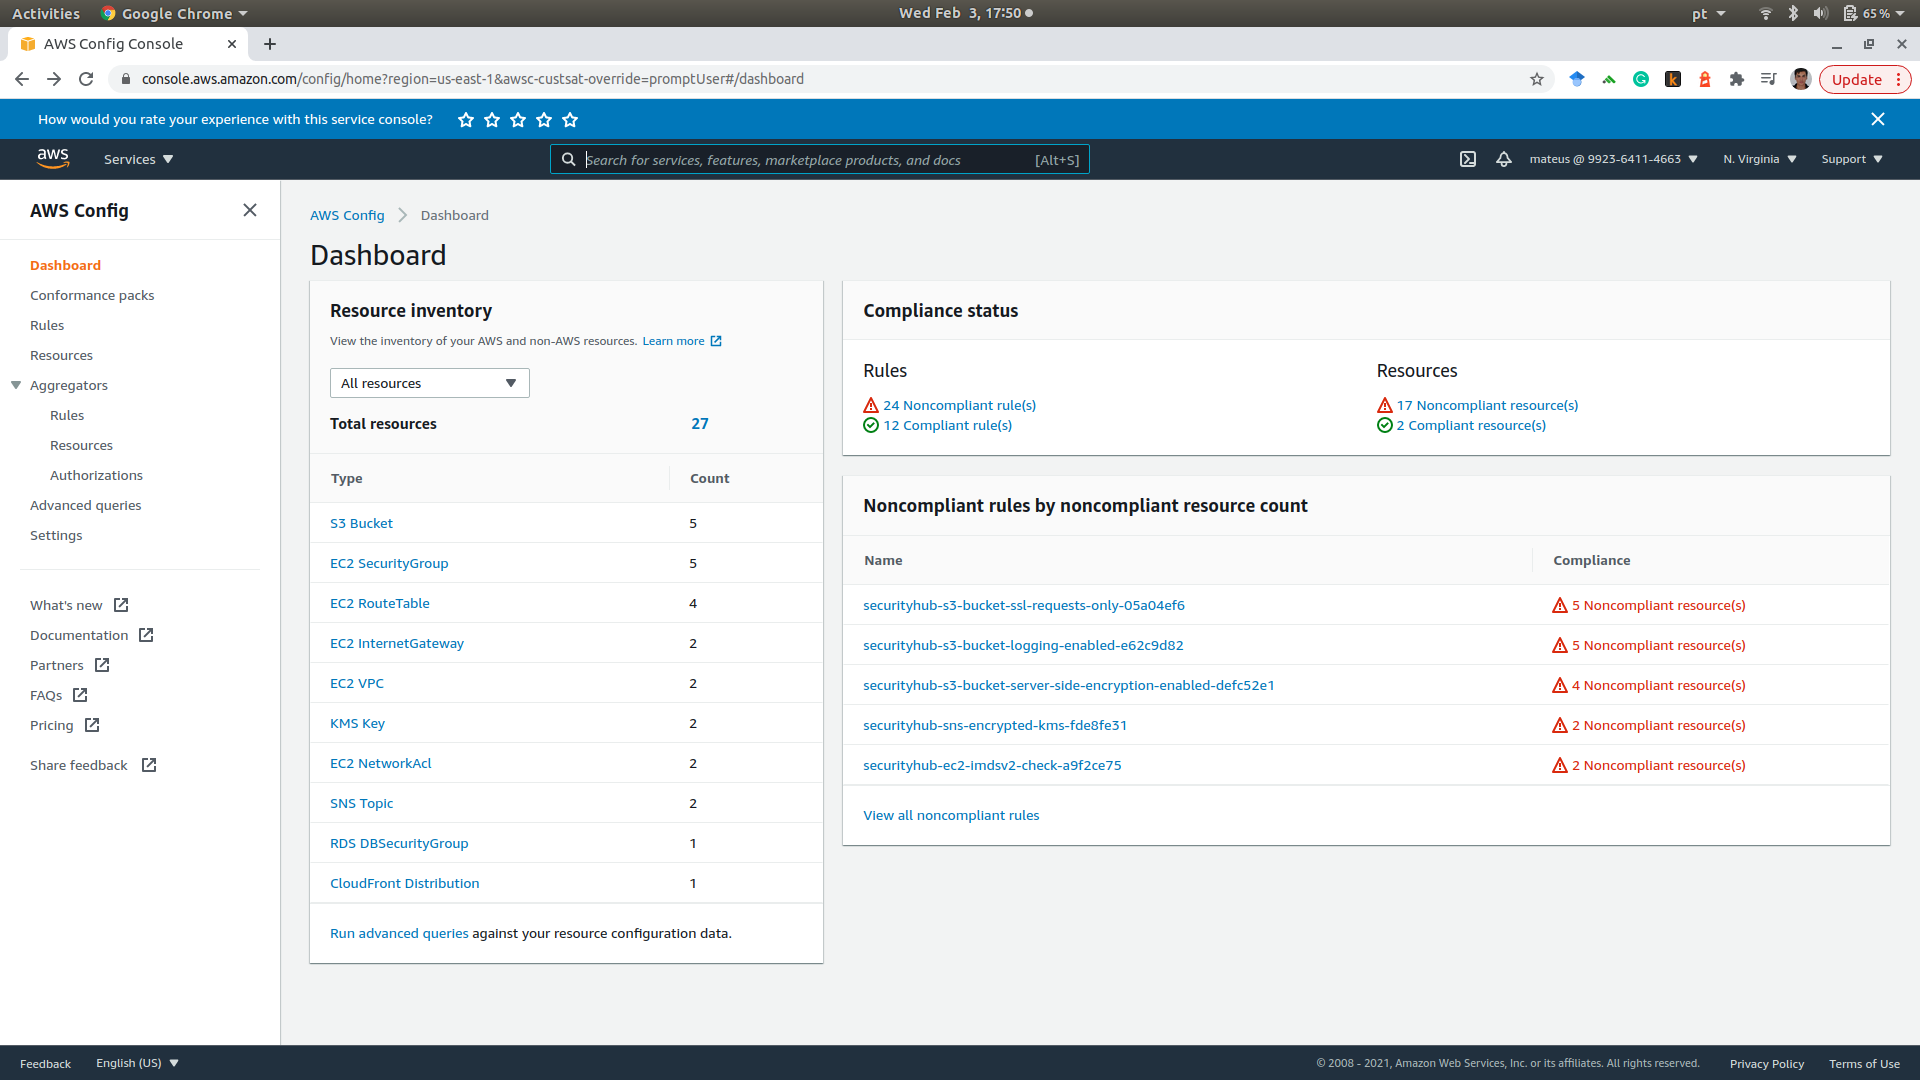 Activities Google Chrome Wed Feb 3, 17:50 pt 65 %
AWS Config Console
console.aws.amazon.com/config/home?region=us-east-1&awsc-custsat-override=promptUser#/dashboard Update
How would you rate your experience with this service console?
aws Services Search for services, features, marketplace products, and docs [Alt+S] mateus @ 9923-6411-4663 N. Virginia Support
AWS Config
Dashboard
Conformance packs
Rules
Resources
Aggregators
Rules
Resources
Authorizations
Advanced queries
Settings
What's new
Documentation
Partners
FAQs
Pricing
Share feedback
AWS Config Dashboard
Dashboard
Resource inventory
View the inventory of your AWS and non-AWS resources. Learn more
All resources
Total resources 27
Type Count
S3 Bucket 5
EC2 SecurityGroup 5
EC2 RouteTable 4
EC2 InternetGateway 2
EC2 VPC 2
KMS Key 2
EC2 NetworkAcl 2
SNS Topic 2
RDS DBSecurityGroup 1
CloudFront Distribution 1
Run advanced queries against your resource configuration data.
Compliance status
Rules Resources
24 Noncompliant rule(s) 17 Noncompliant resource(s)
12 Compliant rule(s) 2 Compliant resource(s)
Noncompliant rules by noncompliant resource count
Name Compliance
securityhub-s3-bucket-ssl-requests-only-05a04ef6 5 Noncompliant resource(s)
securityhub-s3-bucket-logging-enabled-e62c9d82 5 Noncompliant resource(s)
securityhub-s3-bucket-server-side-encryption-enabled-defc52e1 4 Noncompliant resource(s)
securityhub-sns-encrypted-kms-fde8fe31 2 Noncompliant resource(s)
securityhub-ec2-imdsv2-check-a9f2ce75 2 Noncompliant resource(s)
View all noncompliant rules
Feedback English (US) © 2008 - 2021, Amazon Web Services, Inc. or its affiliates. All rights reserved. Privacy Policy Terms of Use